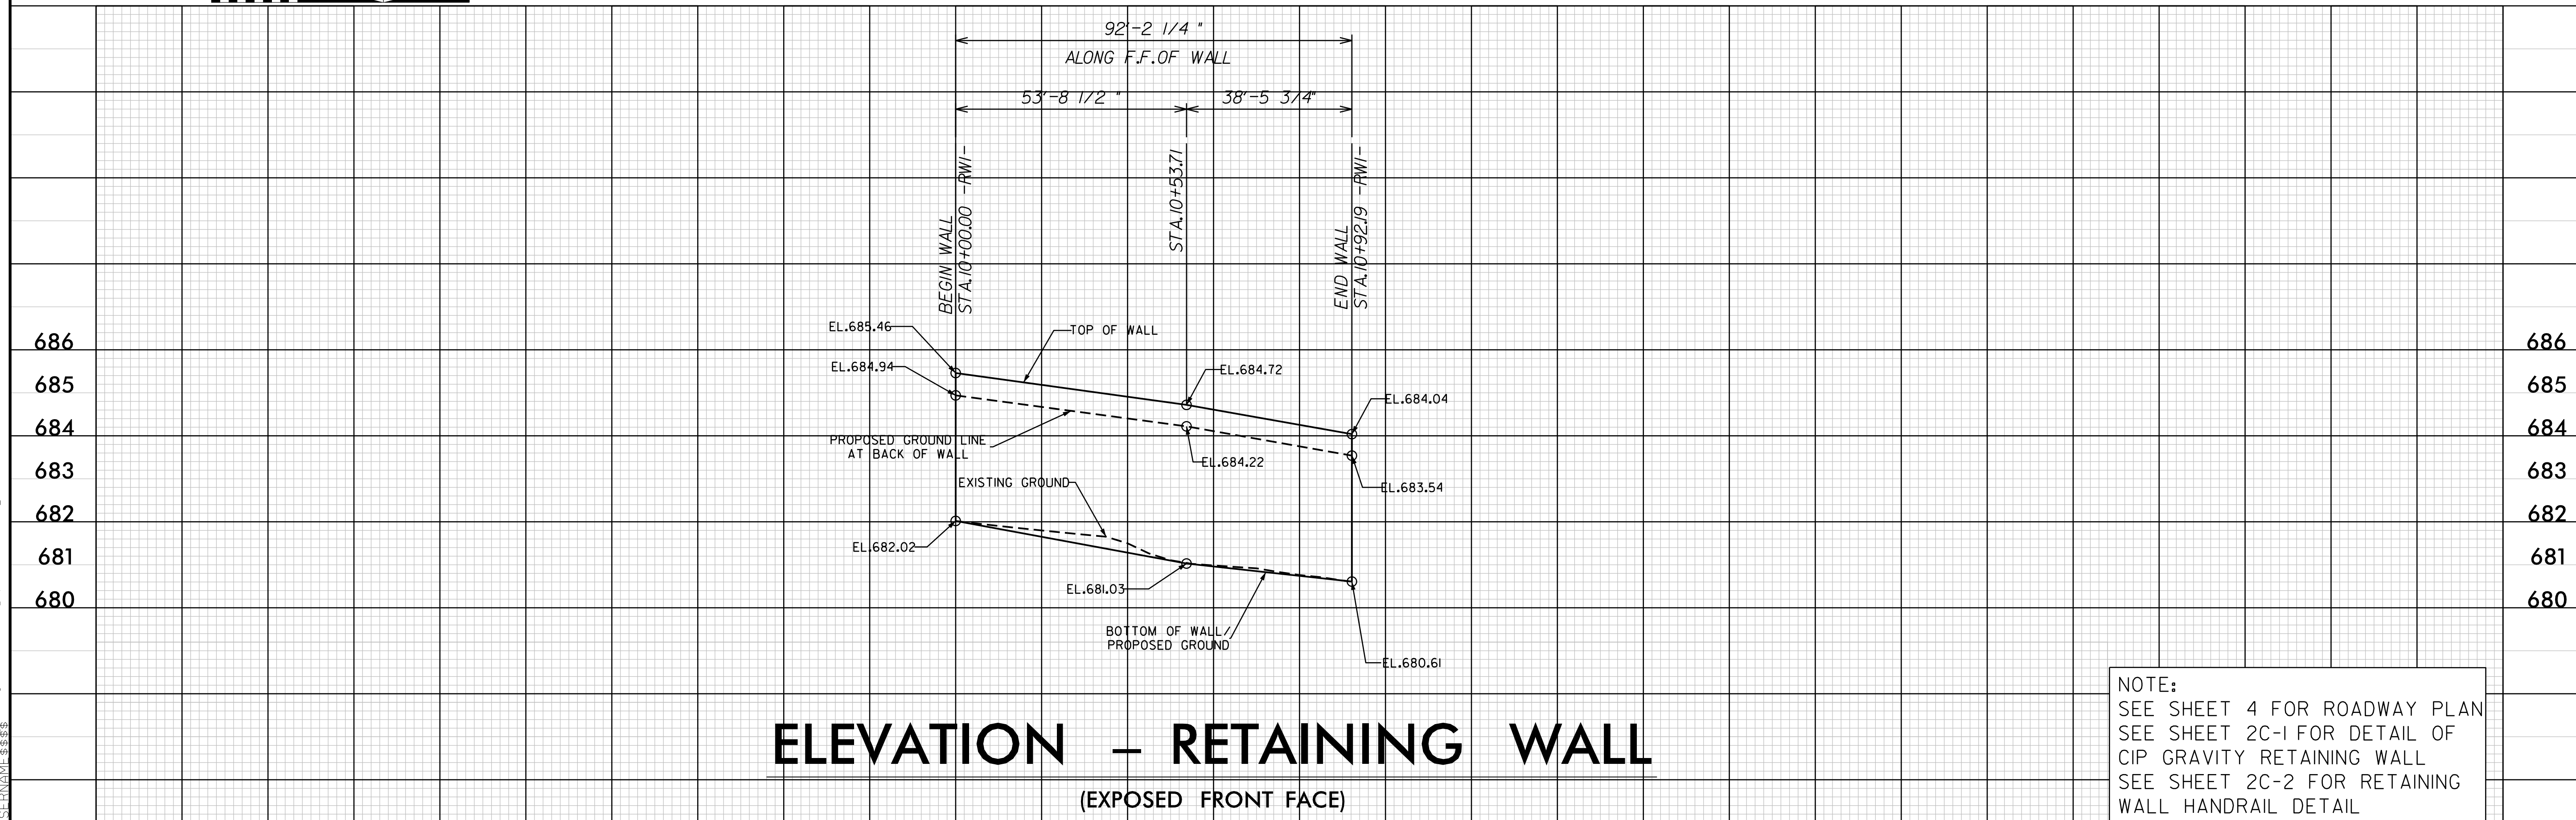 92'-2 1/4 "
ALONG F.F. OF WALL
53'-8 1/2 "
38'-5 3/4"
BEGIN WALL
STA. 10+00.00 -RW1-
STA. 10+53.71
END WALL
STA. 10+92.19 -RW1-
686
685
684
683
682
681
680
EL. 685.46
EL. 684.94
TOP OF WALL
EL. 684.72
EL. 684.04
PROPOSED GROUND LINE
AT BACK OF WALL
EL. 684.22
EL. 683.54
EXISTING GROUND
EL. 682.02
EL. 681.03
BOTTOM OF WALL/
PROPOSED GROUND
EL. 680.61
686
685
684
683
682
681
680
ELEVATION – RETAINING WALL
(EXPOSED FRONT FACE)
NOTE:
SEE SHEET 4 FOR ROADWAY PLAN
SEE SHEET 2C-1 FOR DETAIL OF
CIP GRAVITY RETAINING WALL
SEE SHEET 2C-2 FOR RETAINING
WALL HANDRAIL DETAIL